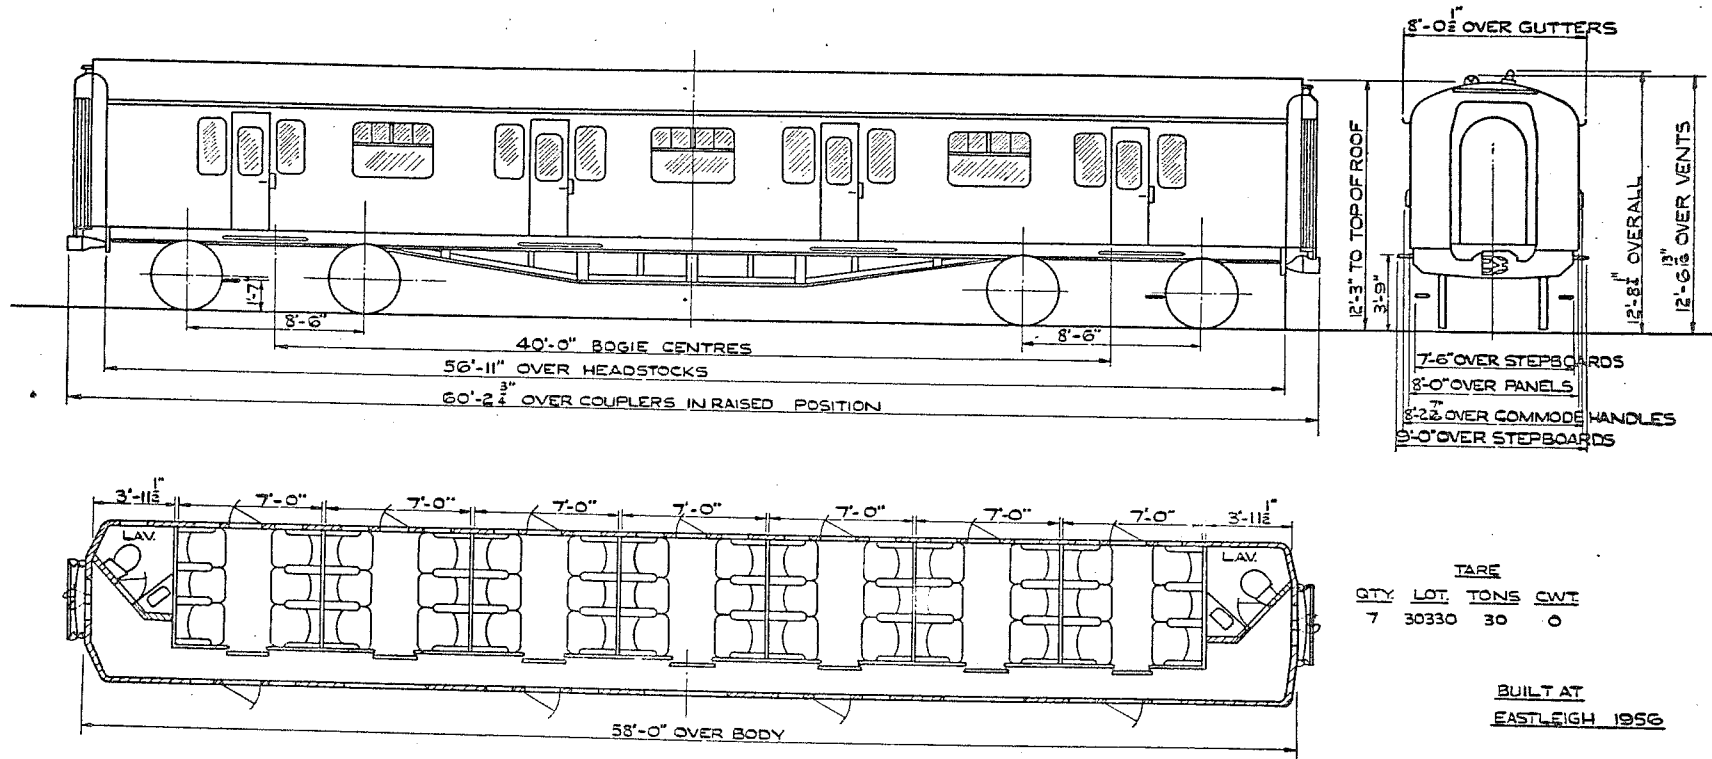 8'-0½" OVER GUTTERS
12'-3" TO TOP OF ROOF
3'-9"
12'-8½" OVERALL
12'-6 13/16" OVER VENTS
1'-7"
8'-6"
8'-6"
40'-0" BOGIE CENTRES
56'-11" OVER HEADSTOCKS
60'-2¾" OVER COUPLERS IN RAISED POSITION
7'-6" OVER STEPBOARDS
8'-0" OVER PANELS
OVER COMMODE HANDLES
9'-0" OVER STEPBOARDS
3'-11½" 7'-0" 7'-0" 7'-0" 7'-0" 7'-0" 7'-0" 7'-0" 3'-11½"
LAV. LAV.
58'-0" OVER BODY
TARE
QTY. LOT. TONS CWT.
7 30330 30 0
BUILT AT
EASTLEIGH 1956